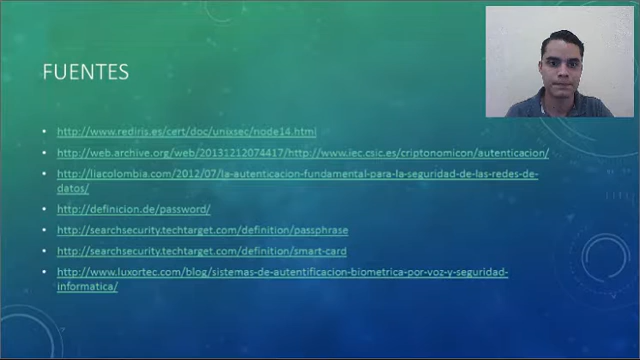 FUENTES
http://www.rediris.es/cert/doc/unixsec/node14.html
http://web.archive.org/web/20131212074417/http://www.iec.csic.es/criptonomicon/autenticacion/
http://liacolombia.com/2012/07/la-autenticacion-fundamental-para-la-seguridad-de-las-redes-de-
datos/
http://definicion.de/password/
http://searchsecurity.techtarget.com/definition/passphrase
http://searchsecurity.techtarget.com/definition/smart-card
http://www.luxortec.com/blog/sistemas-de-autentificacion-biometrica-por-voz-y-seguridad-
informatica/